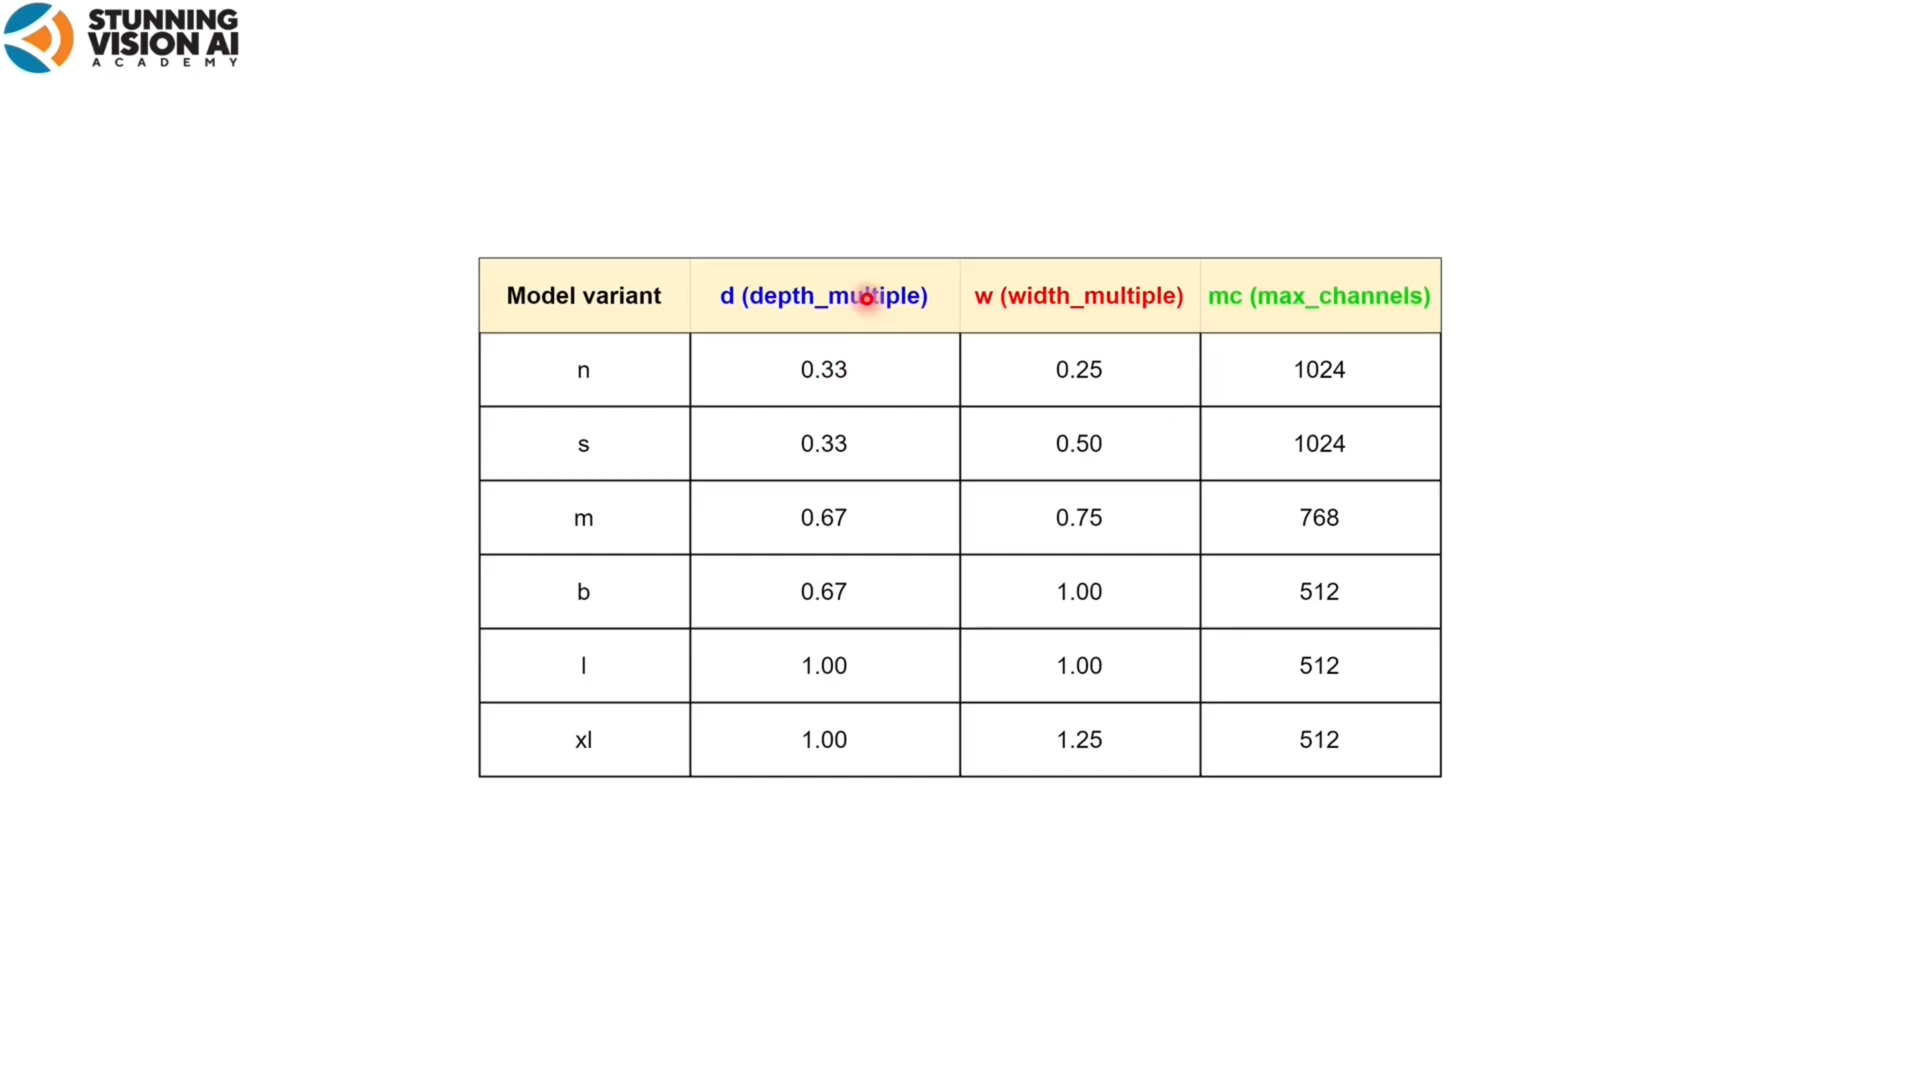 STUNNING
VISION AI
ACADEMY
Model variant d (depth_multiple) w (width_multiple) mc (max_channels)
n 0.33 0.25 1024
s 0.33 0.50 1024
m 0.67 0.75 768
b 0.67 1.00 512
l 1.00 1.00 512
xl 1.00 1.25 512